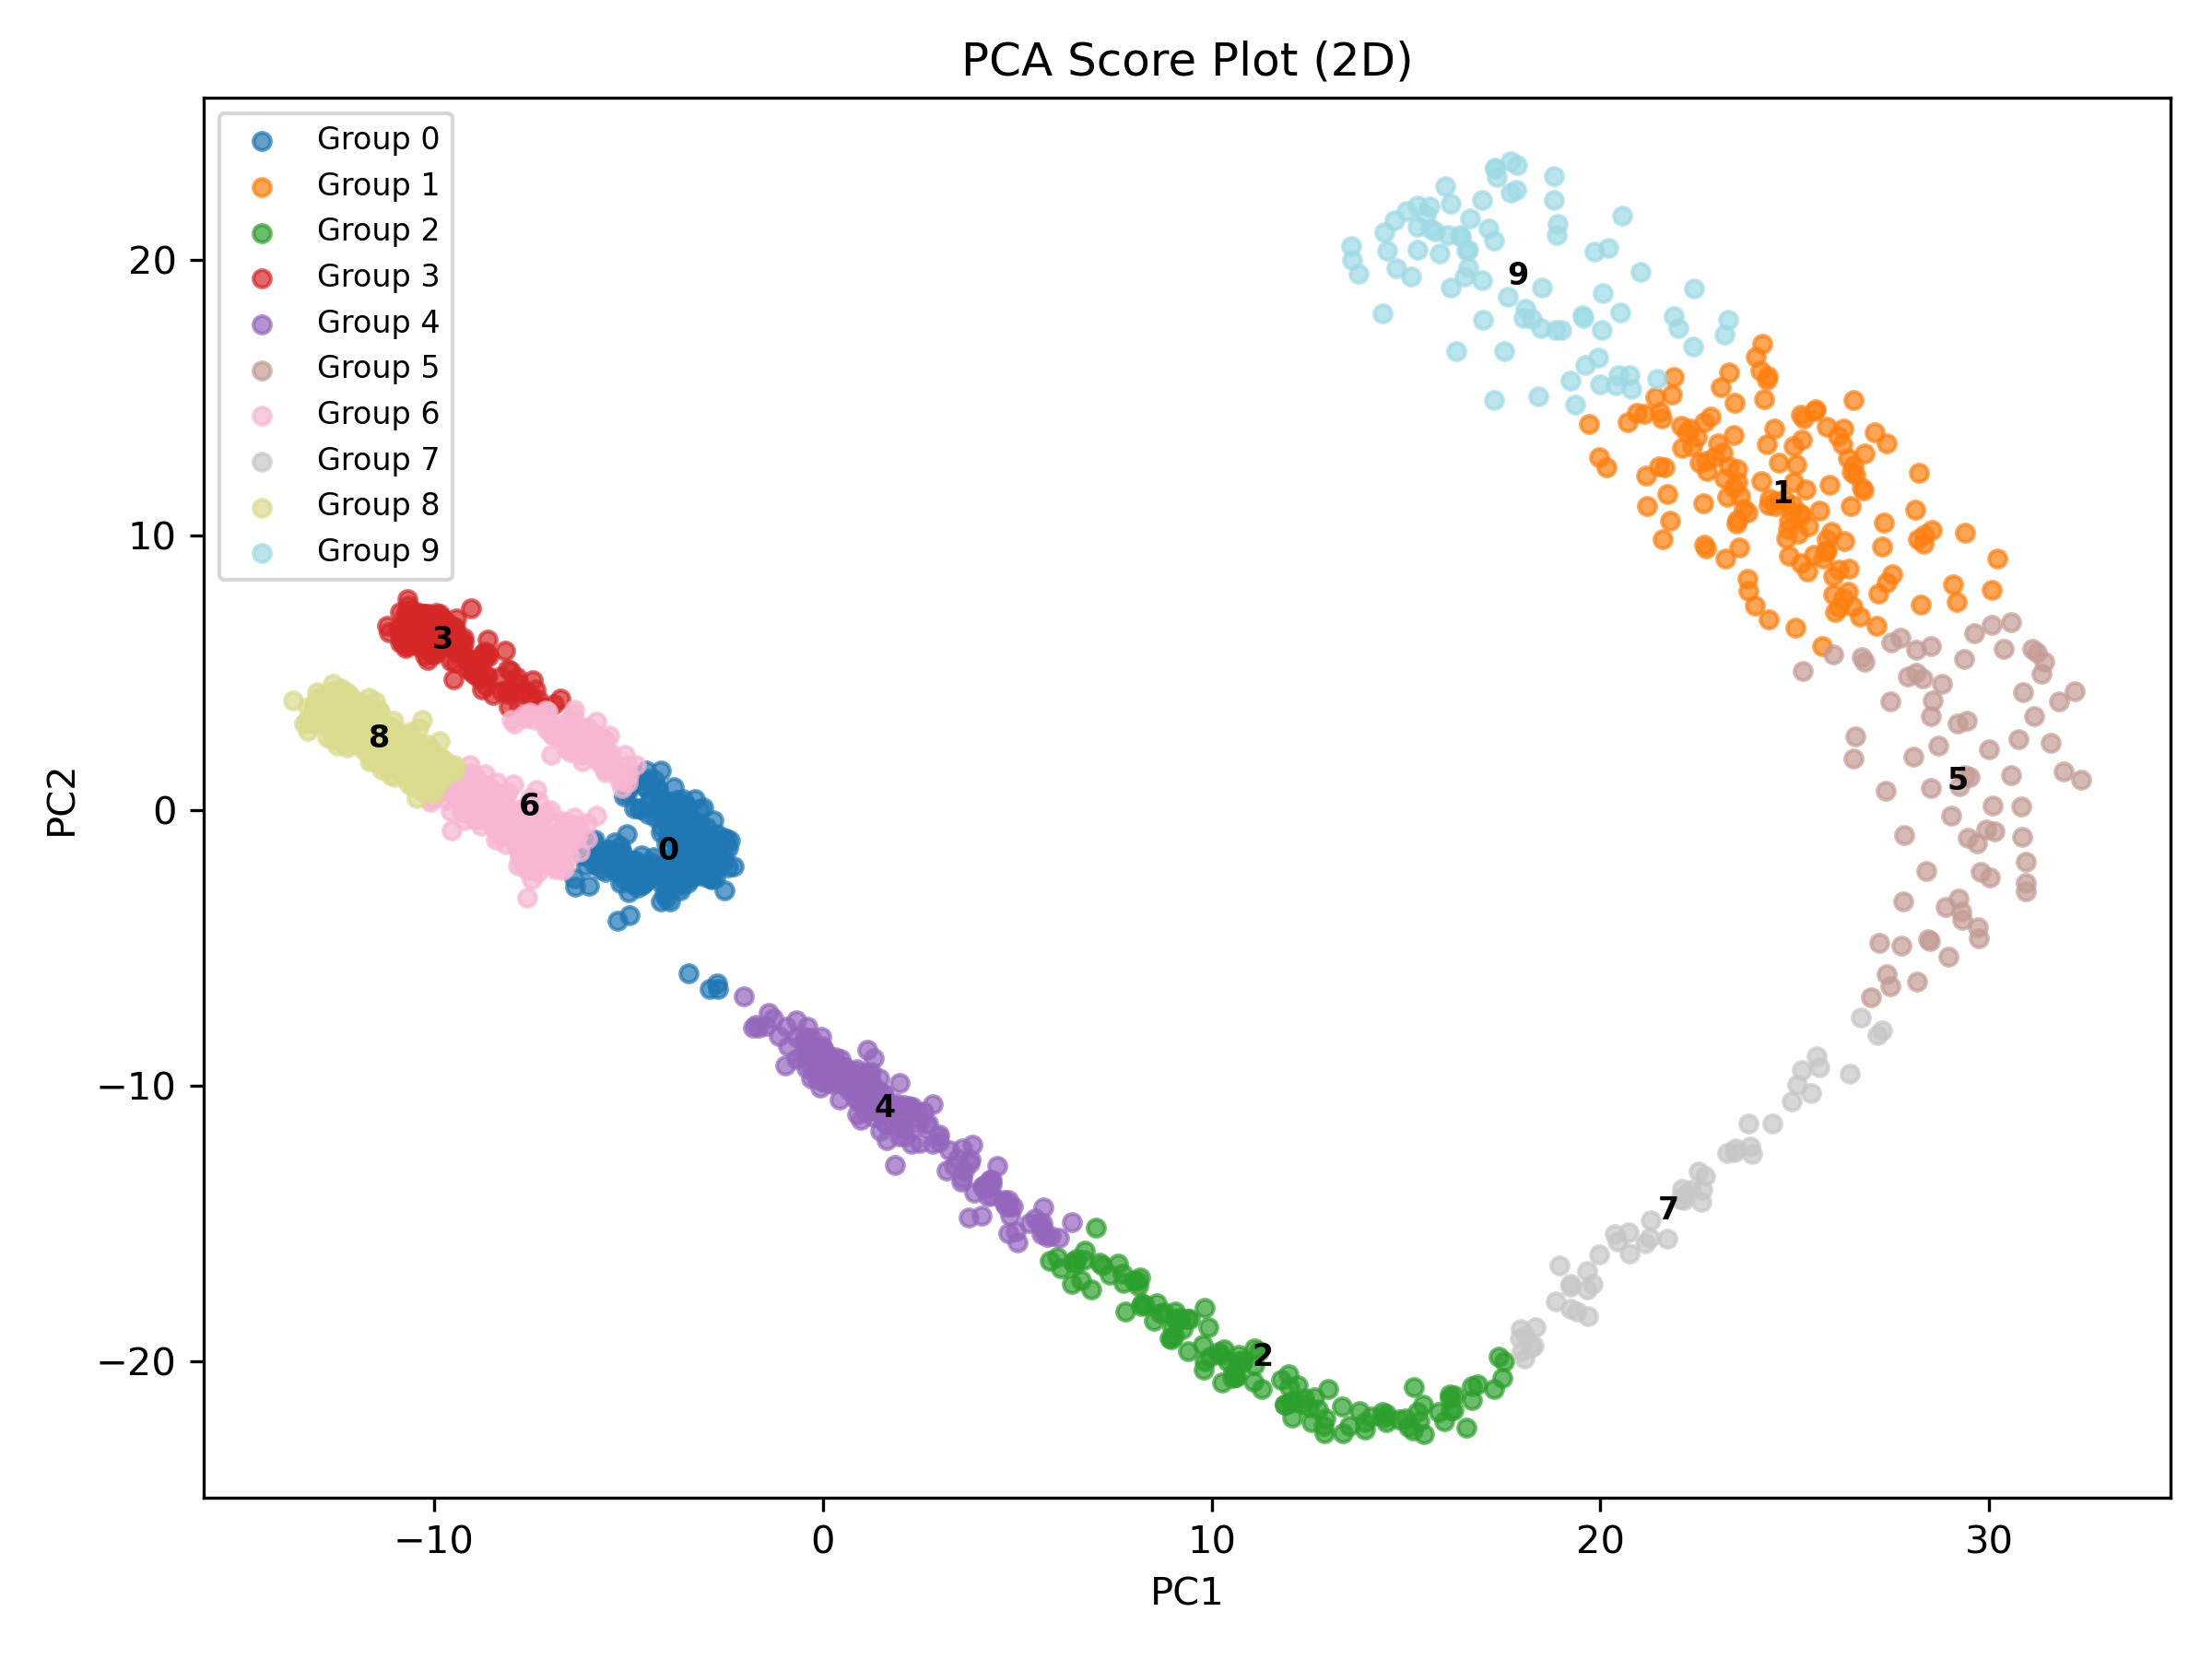 PCA Score Plot (2D)
Group 0
Group 1
Group 2
Group 3
Group 4
Group 5
Group 6
Group 7
Group 8
Group 9
20
10
0
−10
−20
PC2
9
1
3
8
5
6
0
4
7
2
−10 0 10 20 30
PC1